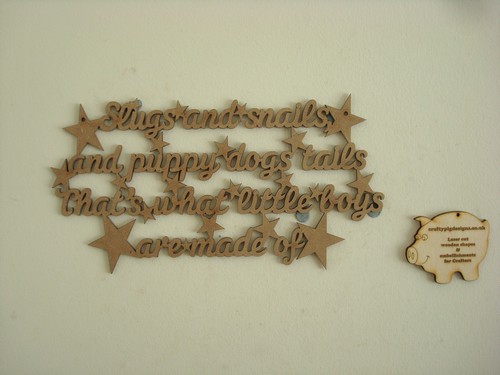 Slugs and snails
and puppy dogs tails
That's what little boys
are made of
craftypigdesigns.co.uk
Laser cut
wooden shapes
&
embellishments
for Crafters